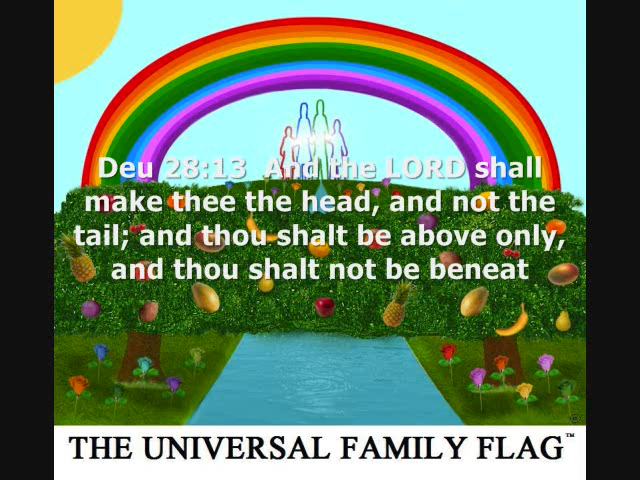 Deu 28:13 And the LORD shall
make thee the head, and not the
tail; and thou shalt be above only,
and thou shalt not be beneat
THE UNIVERSAL FAMILY FLAG™